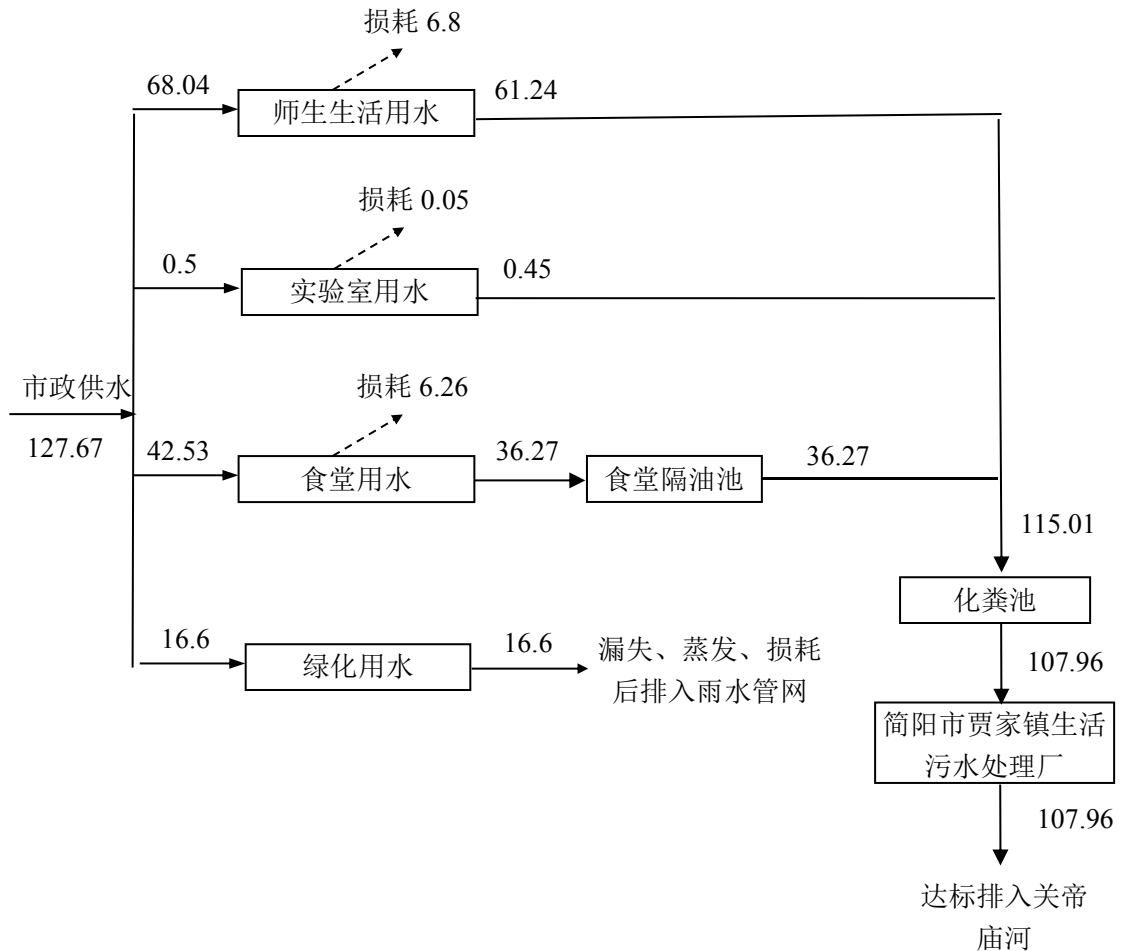 损耗 6.8
68.04
师生生活用水
61.24
损耗 0.05
0.5
实验室用水
0.45
市政供水
127.67
损耗 6.26
42.53
食堂用水
36.27
食堂隔油池
36.27
115.01
化粪池
16.6
绿化用水
16.6
漏失、蒸发、损耗
后排入雨水管网
107.96
简阳市贾家镇生活
污水处理厂
107.96
达标排入关帝
庙河